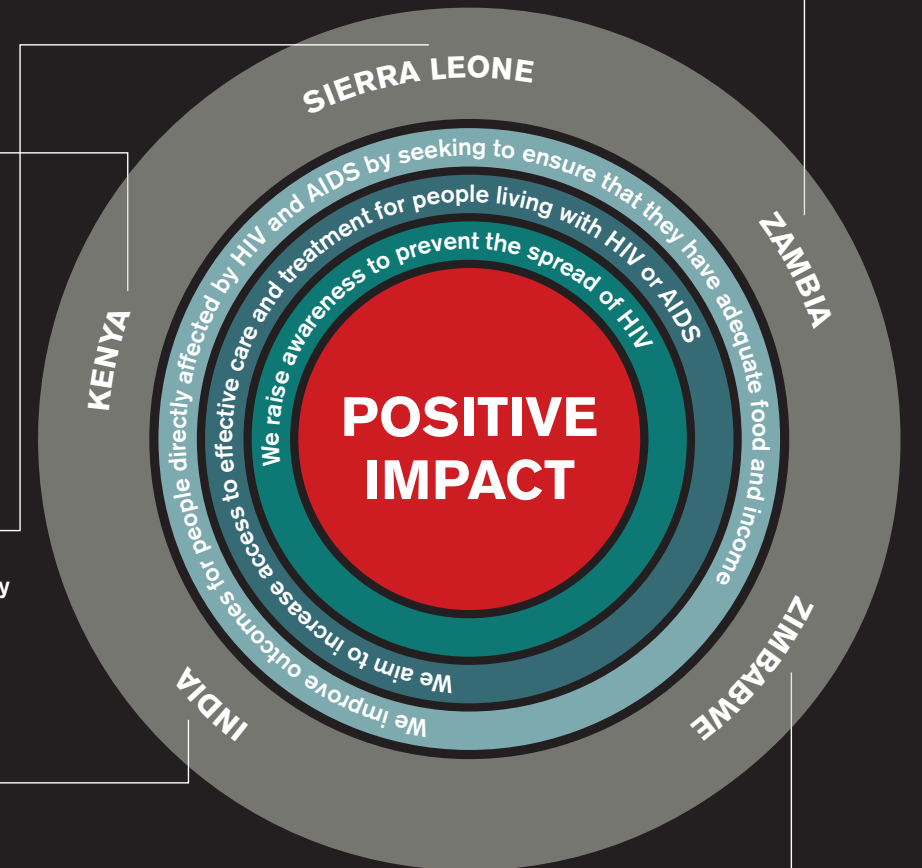 SIERRA LEONE
KENYA
ZAMBIA
INDIA
ZIMBABWE
We improve outcomes for people directly affected by HIV and AIDS by seeking to ensure that they have adequate food and income
We aim to increase access to effective care and treatment for people living with HIV or AIDS
We raise awareness to prevent the spread of HIV
POSITIVE
IMPACT
y